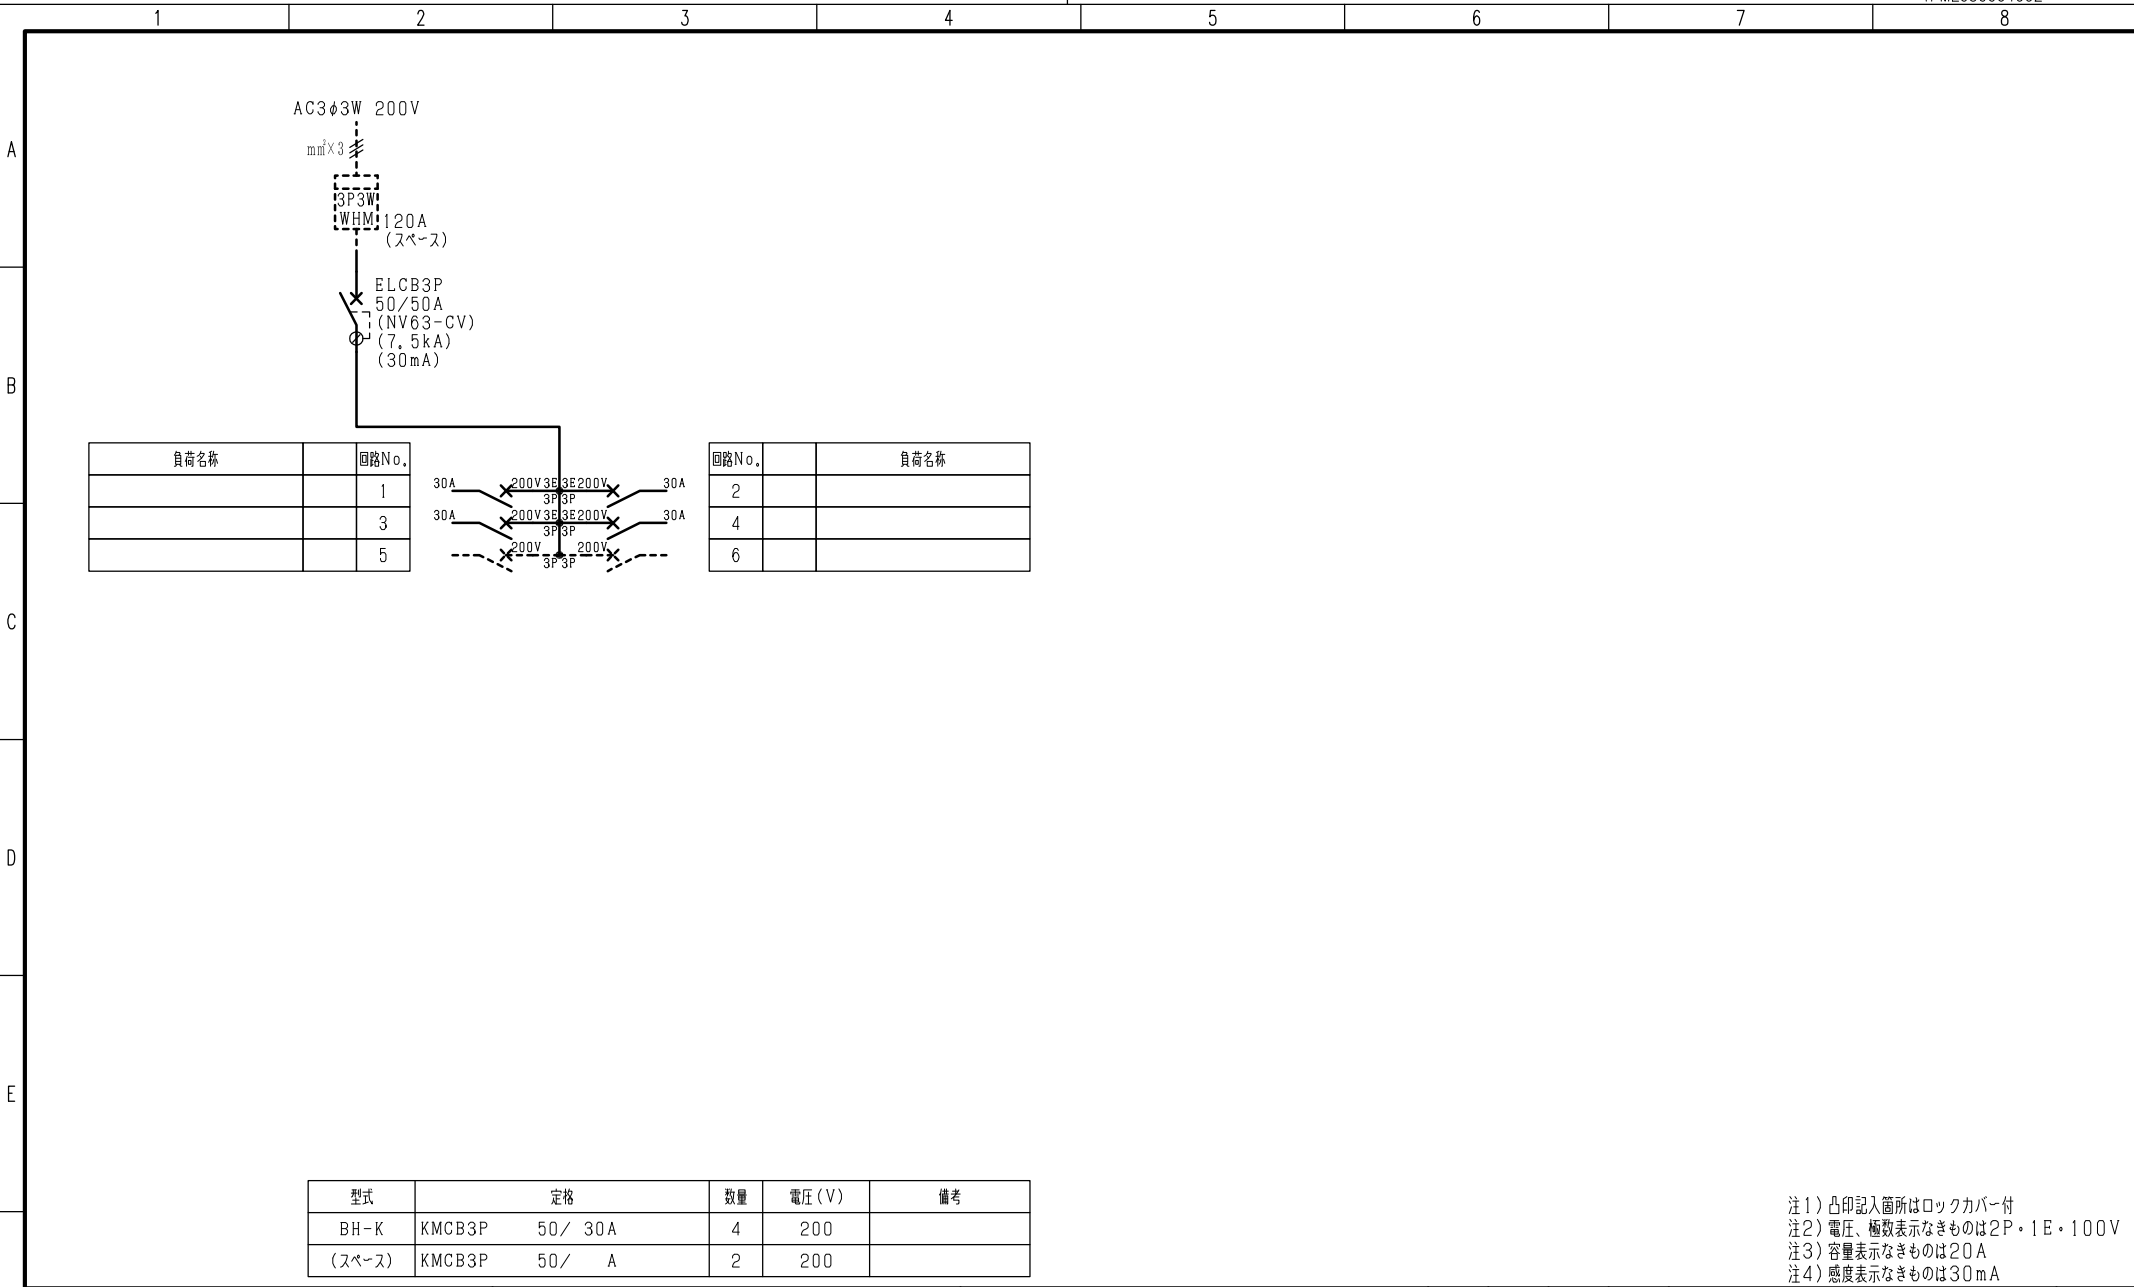 1 2 3 4 5 6 7 8
A
B
C
D
E
AC3φ3W 200V
mm²×3
3P3W
WHM
120A
(スペース)
ELCB3P
50/50A
(NV63-CV)
(7.5kA)
(30mA)
負荷名称 回路No.
1
3
5
30A 200V 3E 3E 200V 30A
3P 3P
30A 200V 3E 3E 200V 30A
3P 3P
200V 200V
3P 3P
回路No. 負荷名称
2
4
6
型式 定格 数量 電圧(V) 備考
BH-K KMCB3P 50/ 30A 4 200
(スペース) KMCB3P 50/ A 2 200
注1)凸印記入箇所はロックカバー付
注2)電圧、極数表示なきものは2P・1E・100V
注3)容量表示なきものは20A
注4)感度表示なきものは30mA